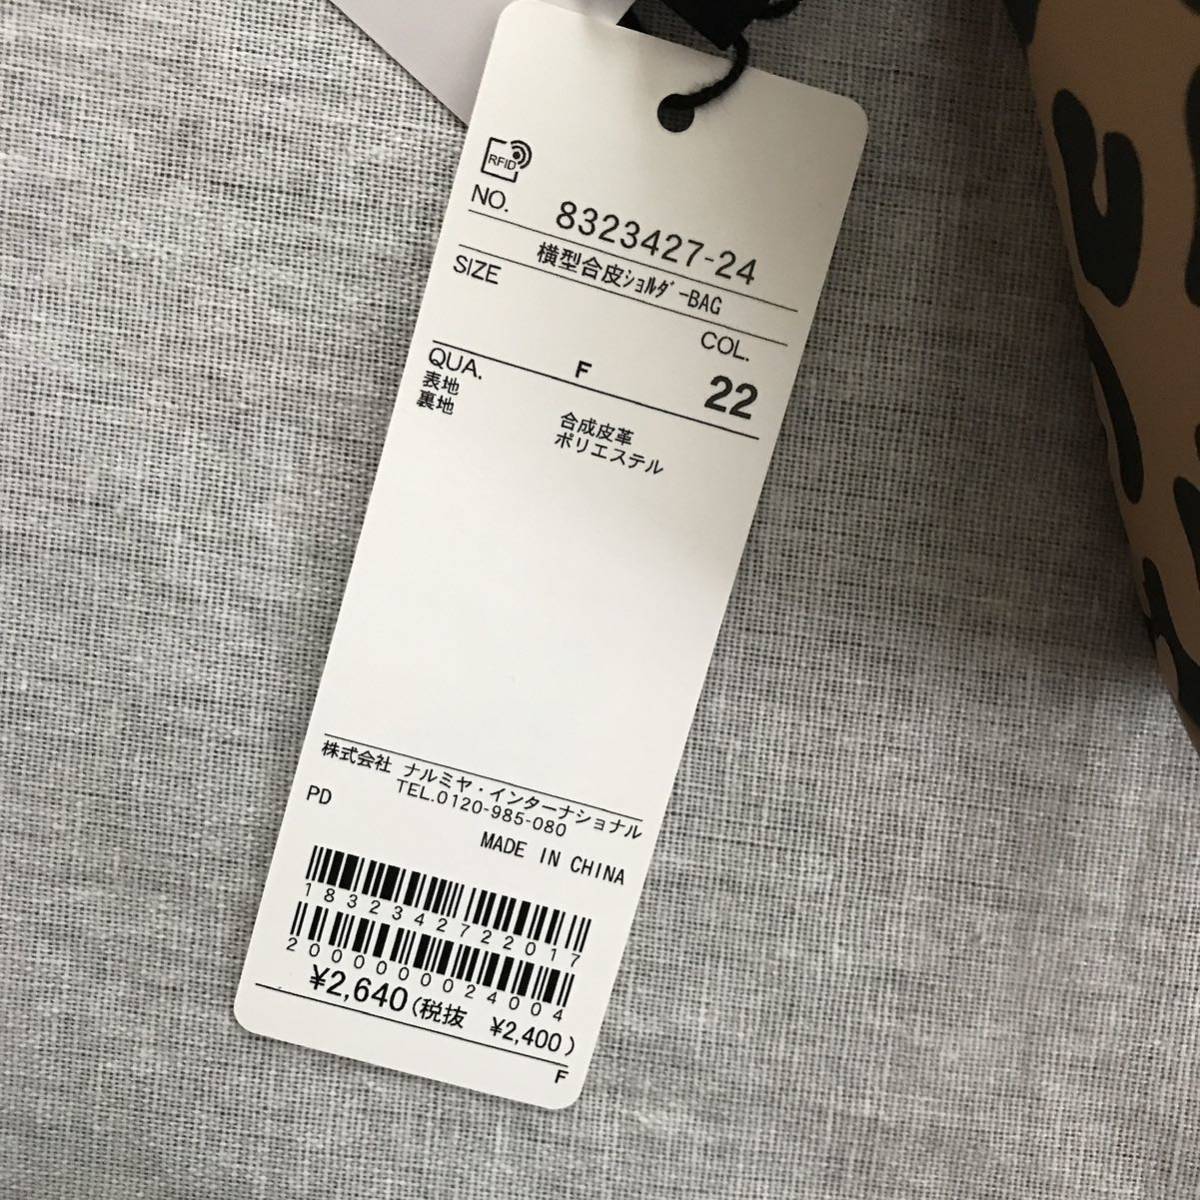 RFID
NO. 8323427-24
横型合皮ｼｮﾙﾀﾞｰBAG
SIZE COL.
F 22
QUA.
表地 合成皮革
裏地 ポリエステル
株式会社 ナルミヤ・インターナショナル
TEL.0120-985-080
PD
MADE IN CHINA
1832342722017
2000000024004
¥2,640(税抜 ¥2,400)
F